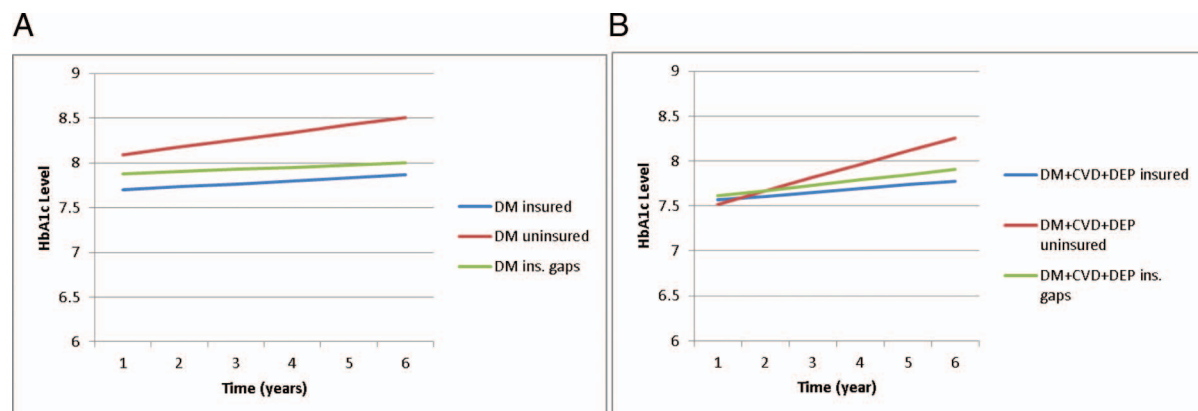 A
9
8.5
8
7.5
7
6.5
6
HbA1c Level
1 2 3 4 5 6
Time (years)
DM insured
DM uninsured
DM ins. gaps
B
9
8.5
8
7.5
7
6.5
6
HbA1c Level
1 2 3 4 5 6
Time (year)
DM+CVD+DEP insured
DM+CVD+DEP
uninsured
DM+CVD+DEP ins.
gaps